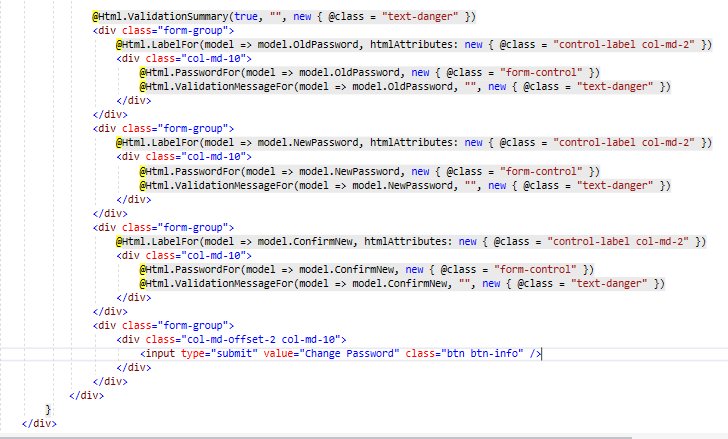 @Html.ValidationSummary(true, "", new { @class = "text-danger" })
<div class="form-group">
@Html.LabelFor(model => model.OldPassword, htmlAttributes: new { @class = "control-label col-md-2" })
<div class="col-md-10">
@Html.PasswordFor(model => model.OldPassword, new { @class = "form-control" })
@Html.ValidationMessageFor(model => model.OldPassword, "", new { @class = "text-danger" })
</div>
</div>
<div class="form-group">
@Html.LabelFor(model => model.NewPassword, htmlAttributes: new { @class = "control-label col-md-2" })
<div class="col-md-10">
@Html.PasswordFor(model => model.NewPassword, new { @class = "form-control" })
@Html.ValidationMessageFor(model => model.NewPassword, "", new { @class = "text-danger" })
</div>
</div>
<div class="form-group">
@Html.LabelFor(model => model.ConfirmNew, htmlAttributes: new { @class = "control-label col-md-2" })
<div class="col-md-10">
@Html.PasswordFor(model => model.ConfirmNew, new { @class = "form-control" })
@Html.ValidationMessageFor(model => model.ConfirmNew, "", new { @class = "text-danger" })
</div>
</div>
<div class="form-group">
<div class="col-md-offset-2 col-md-10">
<input type="submit" value="Change Password" class="btn btn-info" />
</div>
</div>
</div>
}
</div>